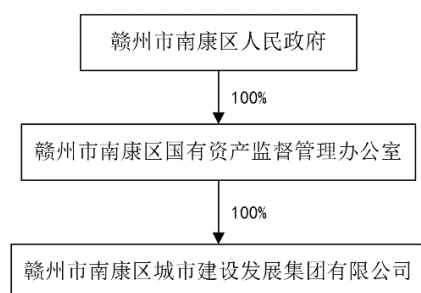 赣州市南康区人民政府
100%
赣州市南康区国有资产监督管理办公室
100%
赣州市南康区城市建设发展集团有限公司